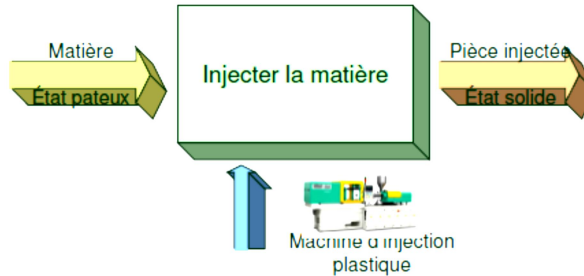 Matière
État pateux
Injecter la matière
Pièce injectée
État solide
Machine d'injection
plastique